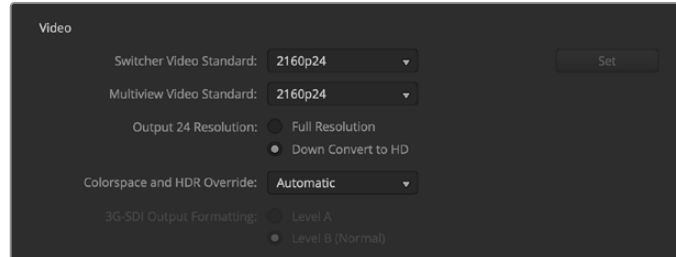 Video
Switcher Video Standard: 2160p24 Set
Multiview Video Standard: 2160p24
Output 24 Resolution: Full Resolution
Down Convert to HD
Colorspace and HDR Override: Automatic
3G-SDI Output Formatting: Level A
Level B (Normal)